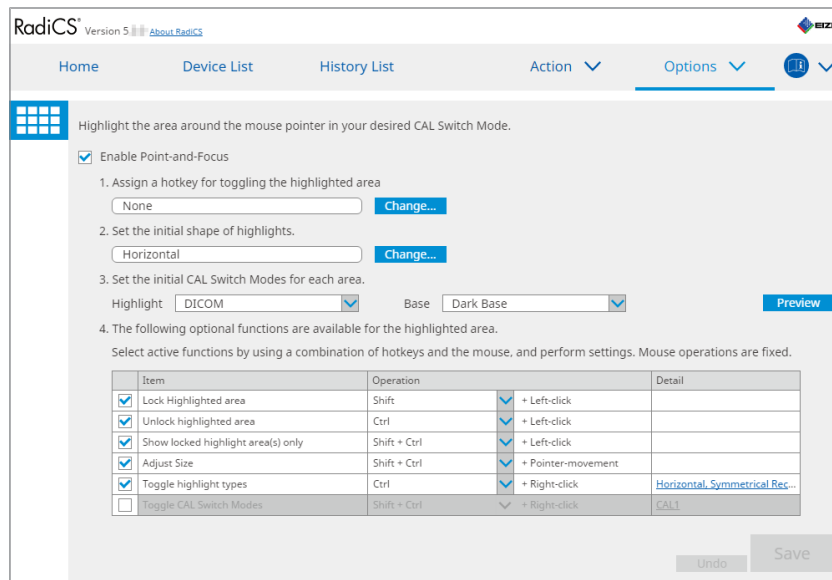 RadiCS® Version 5. About RadiCS EIZ
Home Device List History List Action Options
Highlight the area around the mouse pointer in your desired CAL Switch Mode.
Enable Point-and-Focus
1. Assign a hotkey for toggling the highlighted area
None Change...
2. Set the initial shape of highlights.
Horizontal Change...
3. Set the initial CAL Switch Modes for each area.
Highlight DICOM Base Dark Base Preview
4. The following optional functions are available for the highlighted area.
Select active functions by using a combination of hotkeys and the mouse, and perform settings. Mouse operations are fixed.
Item Operation Detail
Lock Highlighted area Shift + Left-click
Unlock highlighted area Ctrl + Left-click
Show locked highlight area(s) only Shift + Ctrl + Left-click
Adjust Size Shift + Ctrl + Pointer-movement
Toggle highlight types Ctrl + Right-click Horizontal, Symmetrical Rec...
Toggle CAL Switch Modes Shift + Ctrl + Right-click CAL1
Undo Save